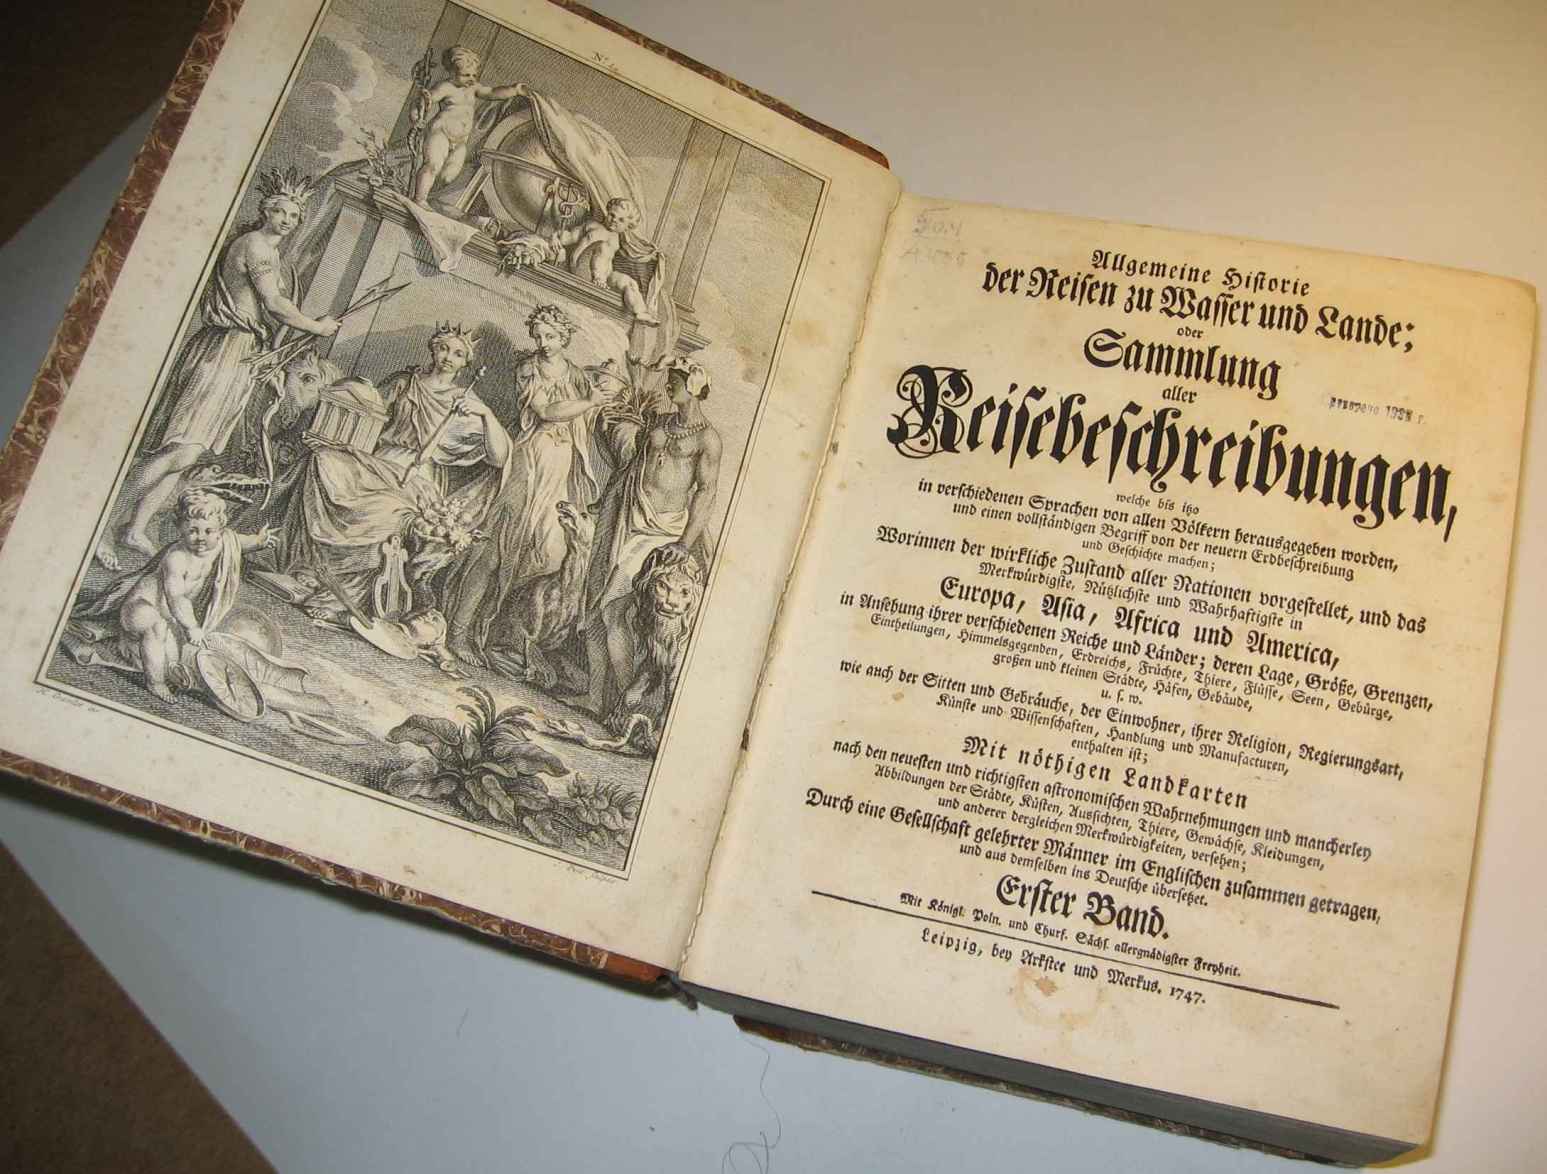 Allgemeine Historie
der Reisen zu Wasser und Lande;
oder
Sammlung
aller
Reisebeschreibungen,
welche bis itzo
in verschiedenen Sprachen von allen Völkern herausgegeben worden,
und einen vollständigen Begriff von der neuern Erdbeschreibung
und Geschichte machen;
Worinnen der wirkliche Zustand aller Nationen vorgestellet, und das
Merkwürdigste, Nützlichste und Wahrhaftigste in
Europa, Asia, Africa und America,
in Ansehung ihrer verschiedenen Reiche und Länder; deren Lage, Größe, Grenzen,
Eintheilungen, Himmelsgegenden, Erdreichs, Früchte, Thiere, Flüsse, Seen, Gebürge,
großen und kleinen Städte, Häfen, Gebäude,
u. s. w.
wie auch der Sitten und Gebräuche, der Einwohner, ihrer Religion, Regierungsart,
Künste und Wissenschaften, Handlung und Manufacturen,
enthalten ist;
Mit nöthigen Landkarten
nach den neuesten und richtigsten astronomischen Wahrnehmungen und mancherley
Abbildungen der Städte, Küsten, Aussichten, Thiere, Gewächse, Kleidungen,
und anderer dergleichen Merkwürdigkeiten, versehen;
Durch eine Gesellschaft gelehrter Männer im Englischen zusammen getragen,
und aus demselben ins Deutsche übersetzet.
Erster Band.
Mit Königl. Poln. und Churf. Sächs. allergnädigster Freyheit.
Leipzig, bey Arkstee und Merkus. 1747.